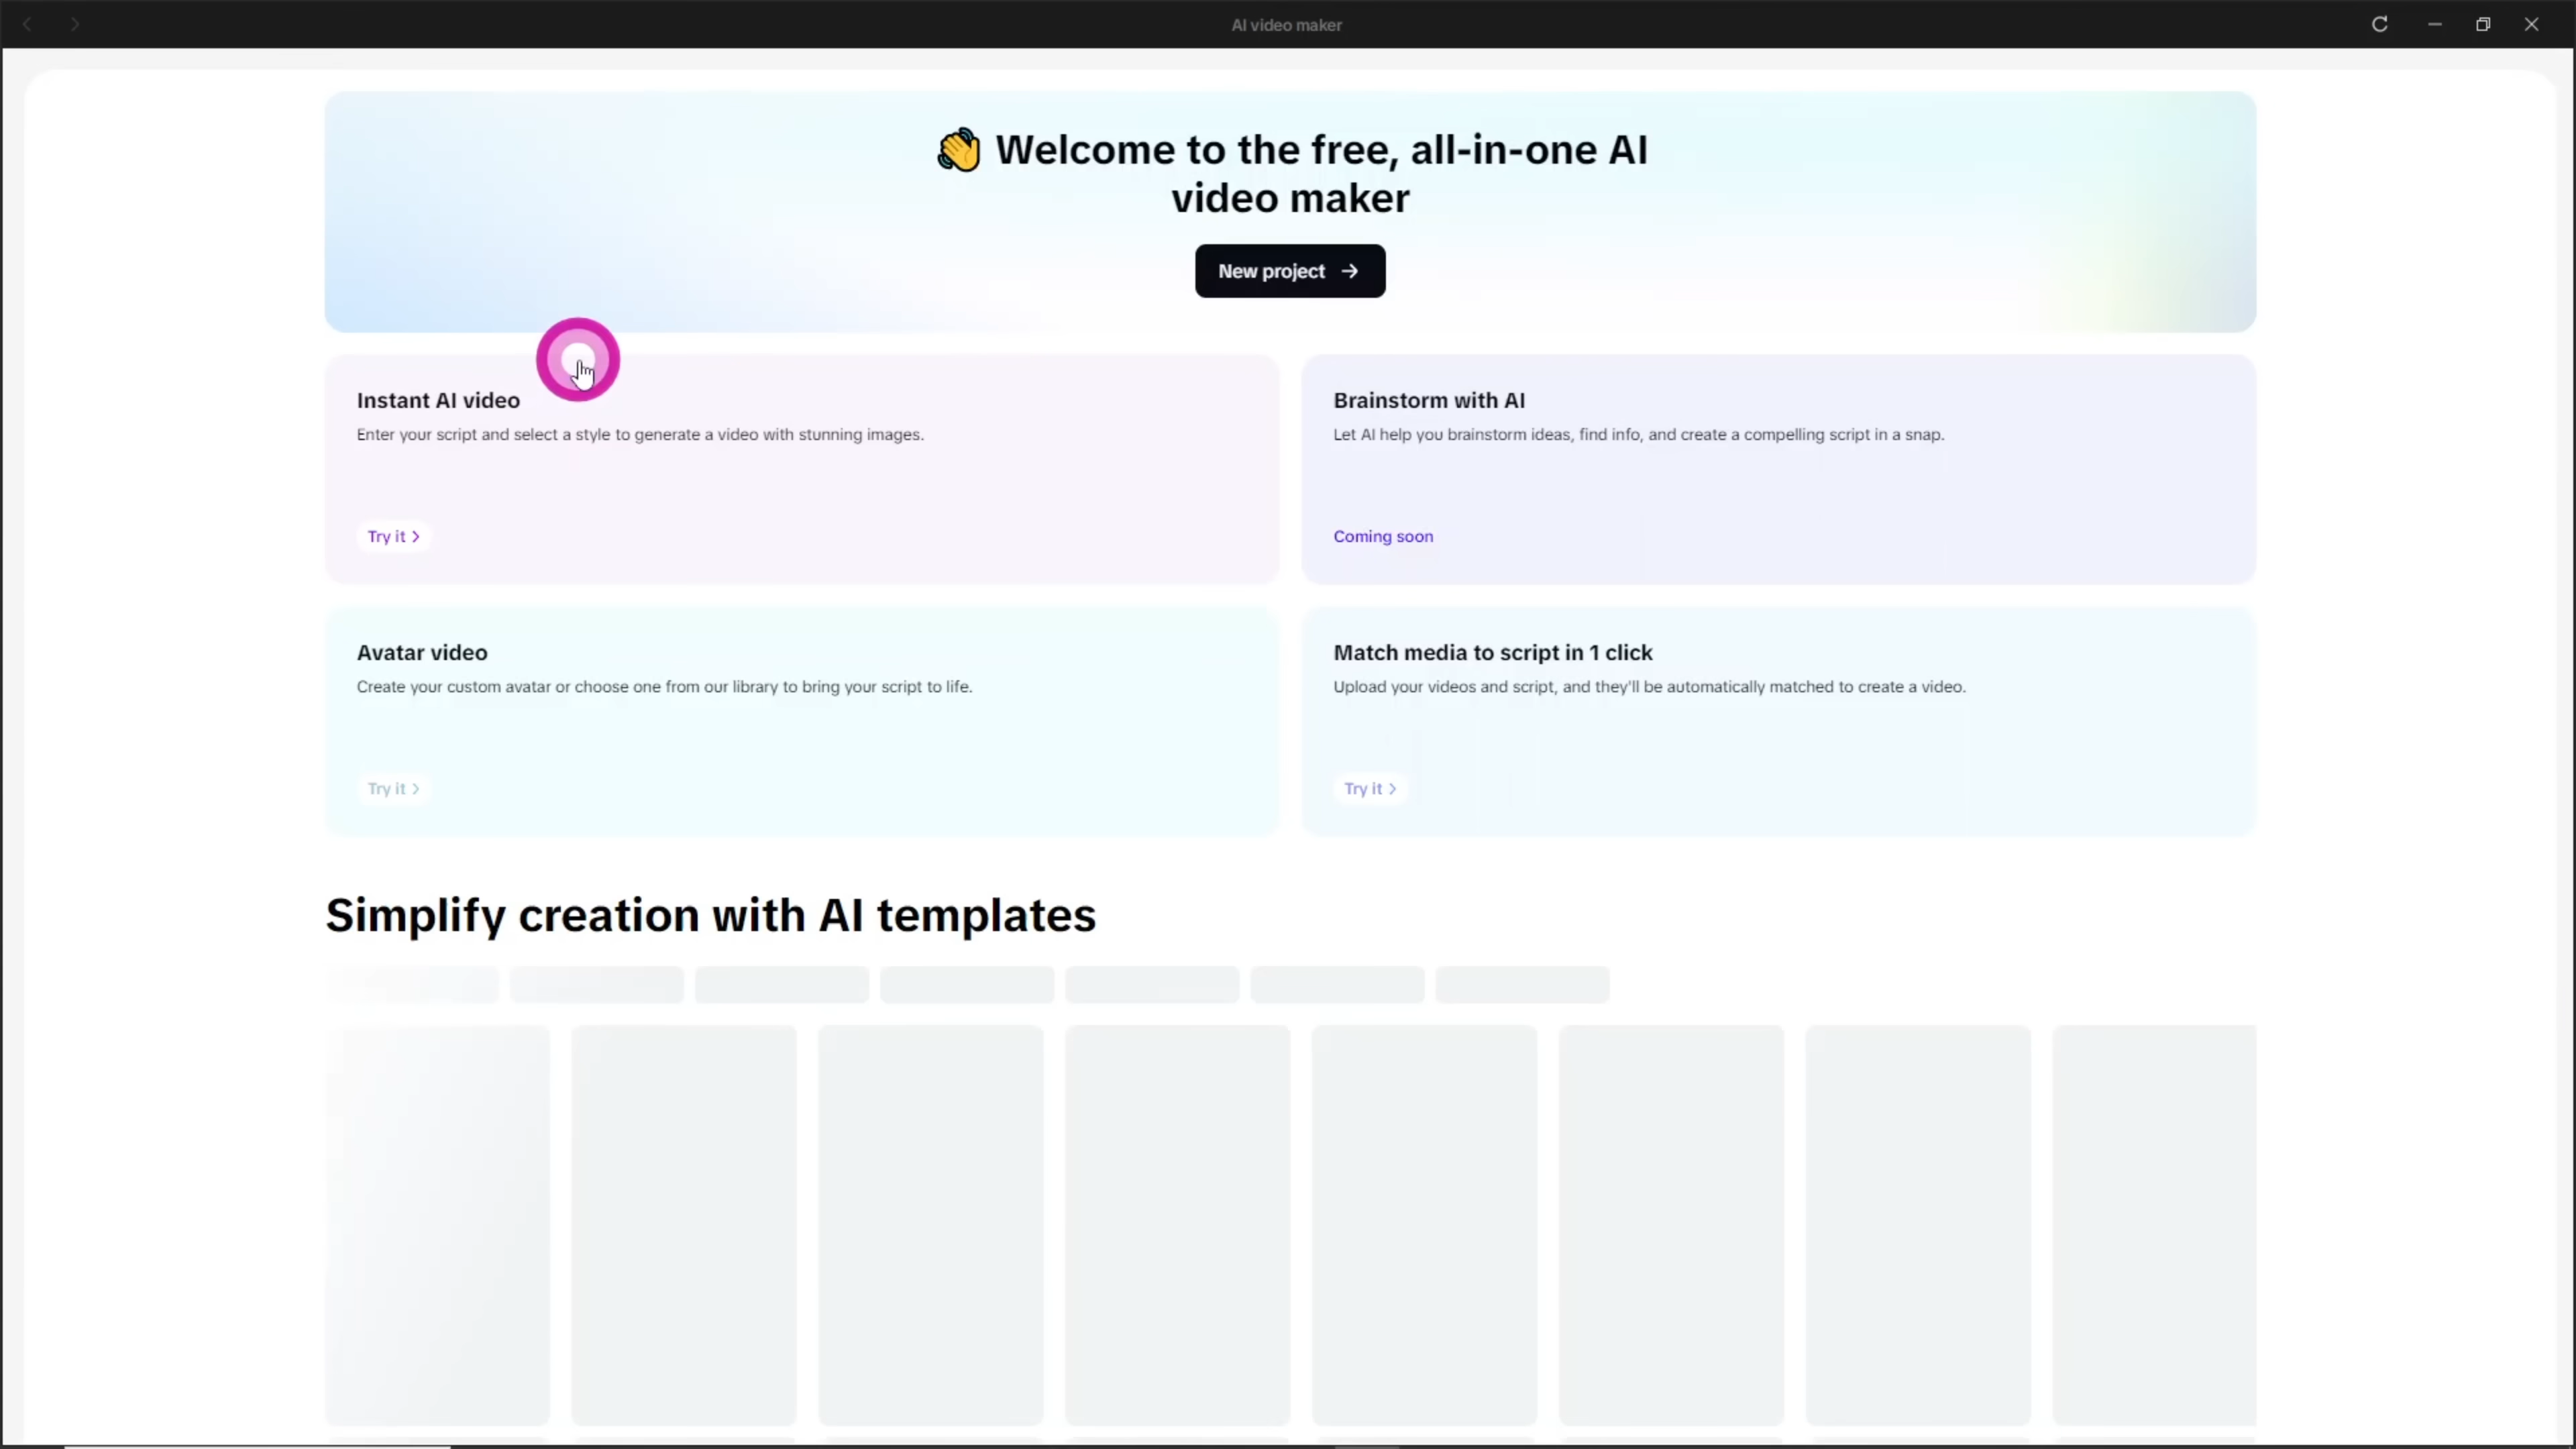 AI video maker
👋 Welcome to the free, all-in-one AI
video maker
New project →
Instant AI video
Enter your script and select a style to generate a video with stunning images.
Try it >
Brainstorm with AI
Let AI help you brainstorm ideas, find info, and create a compelling script in a snap.
Coming soon
Avatar video
Create your custom avatar or choose one from our library to bring your script to life.
Try it >
Match media to script in 1 click
Upload your videos and script, and they'll be automatically matched to create a video.
Try it >
Simplify creation with AI templates